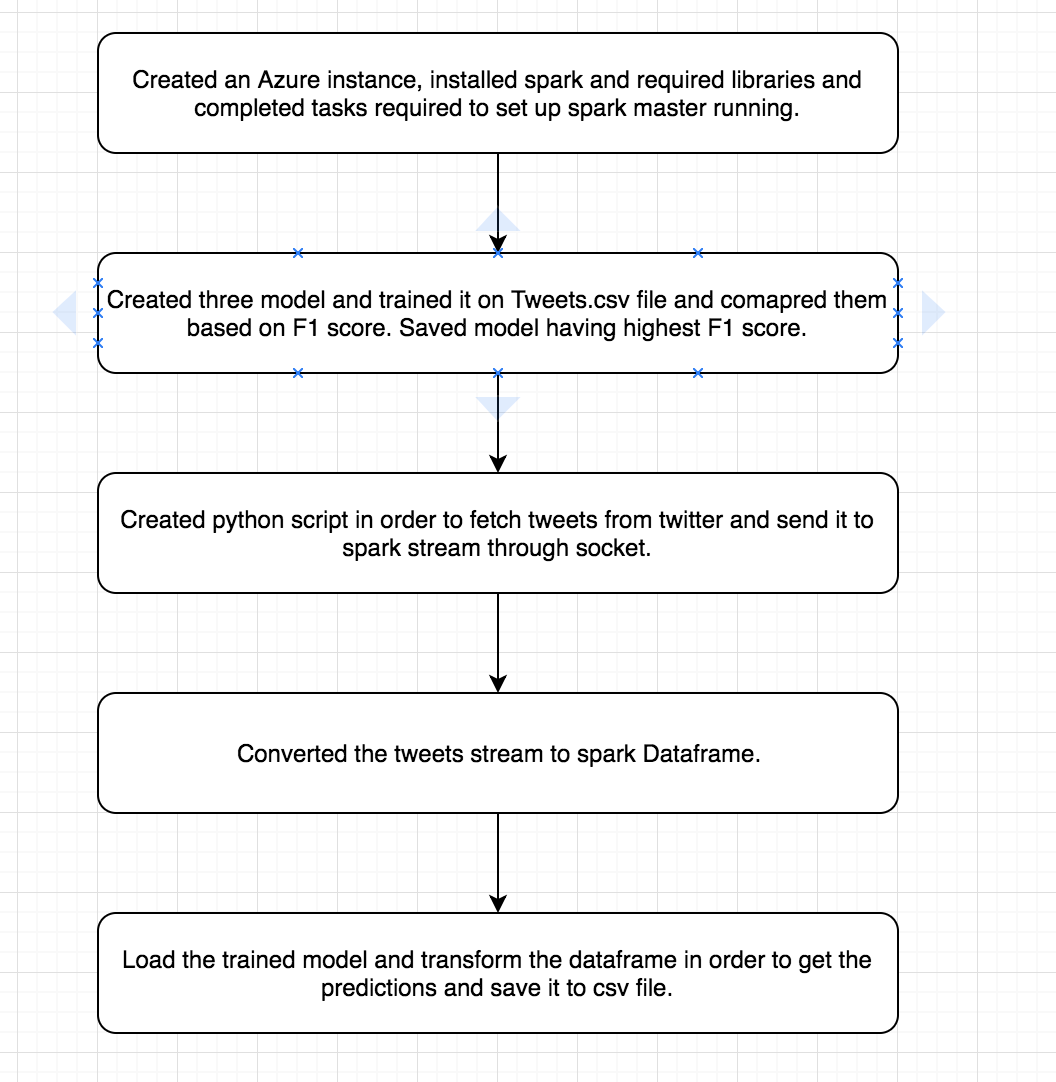 Created an Azure instance, installed spark and required libraries and
completed tasks required to set up spark master running.
Created three model and trained it on Tweets.csv file and comapred them
based on F1 score. Saved model having highest F1 score.
Created python script in order to fetch tweets from twitter and send it to
spark stream through socket.
Converted the tweets stream to spark Dataframe.
Load the trained model and transform the dataframe in order to get the
predictions and save it to csv file.